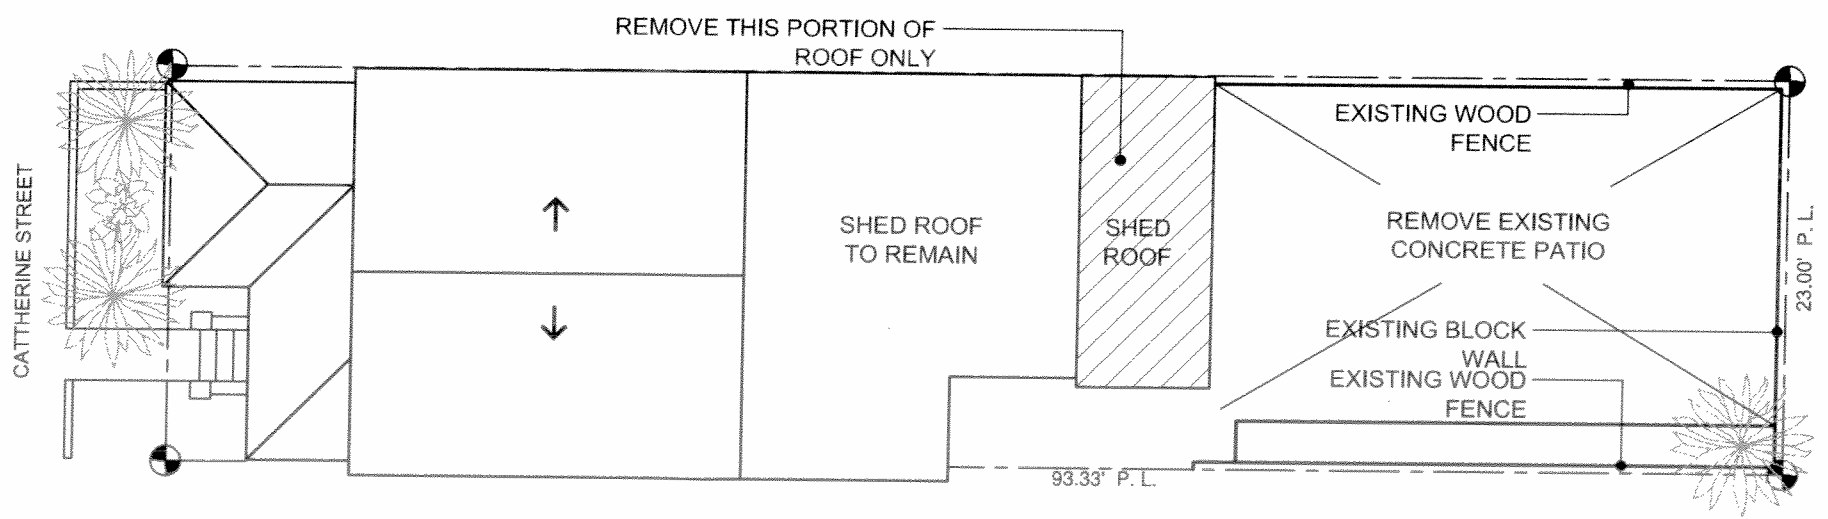 REMOVE THIS PORTION OF
ROOF ONLY
EXISTING WOOD
FENCE
CATTHERINE STREET
SHED ROOF
TO REMAIN
SHED
ROOF
REMOVE EXISTING
CONCRETE PATIO
23.00' P. L.
EXISTING BLOCK
WALL
EXISTING WOOD
FENCE
93.33' P. L.